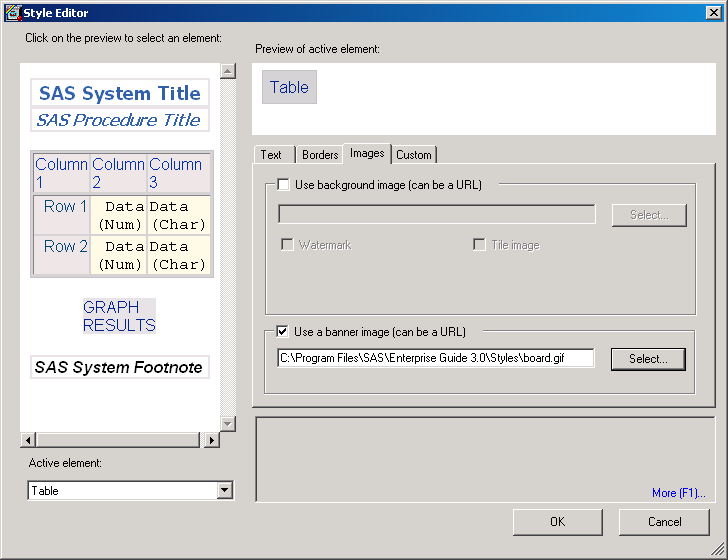 Style Editor
Click on the preview to select an element:
SAS System Title
SAS Procedure Title
Column 1
Column 2
Column 3
Row 1
Data (Num)
Data (Char)
Row 2
Data (Num)
Data (Char)
GRAPH
RESULTS
SAS System Footnote
Active element:
Table
Preview of active element:
Table
Text
Borders
Images
Custom
Use background image (can be a URL)
Select...
Watermark
Tile image
Use a banner image (can be a URL)
C:\Program Files\SAS\Enterprise Guide 3.0\Styles\board.gif
Select...
More (F1)...
OK
Cancel